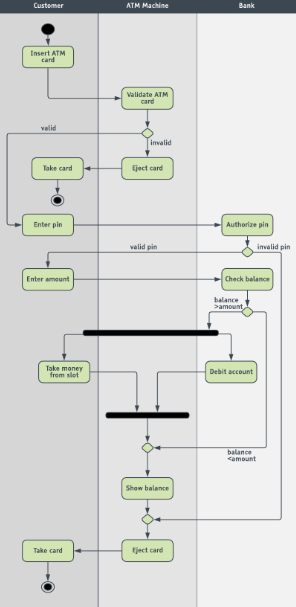 Customer
ATM Machine
Bank
Insert ATM
card
Validate ATM
card
valid
invalid
Take card
Eject card
Enter pin
Authorize pin
valid pin
invalid pin
Enter amount
Check balance
balance
>amount
Take money
from slot
Debit account
balance
<amount
Show balance
Take card
Eject card